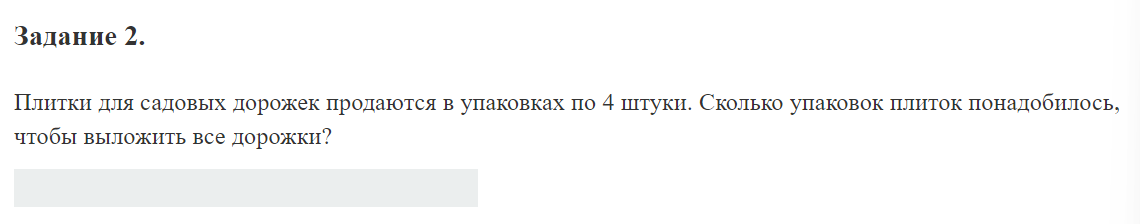 Задание 2.
Плитки для садовых дорожек продаются в упаковках по 4 штуки. Сколько упаковок плиток понадобилось,
чтобы выложить все дорожки?